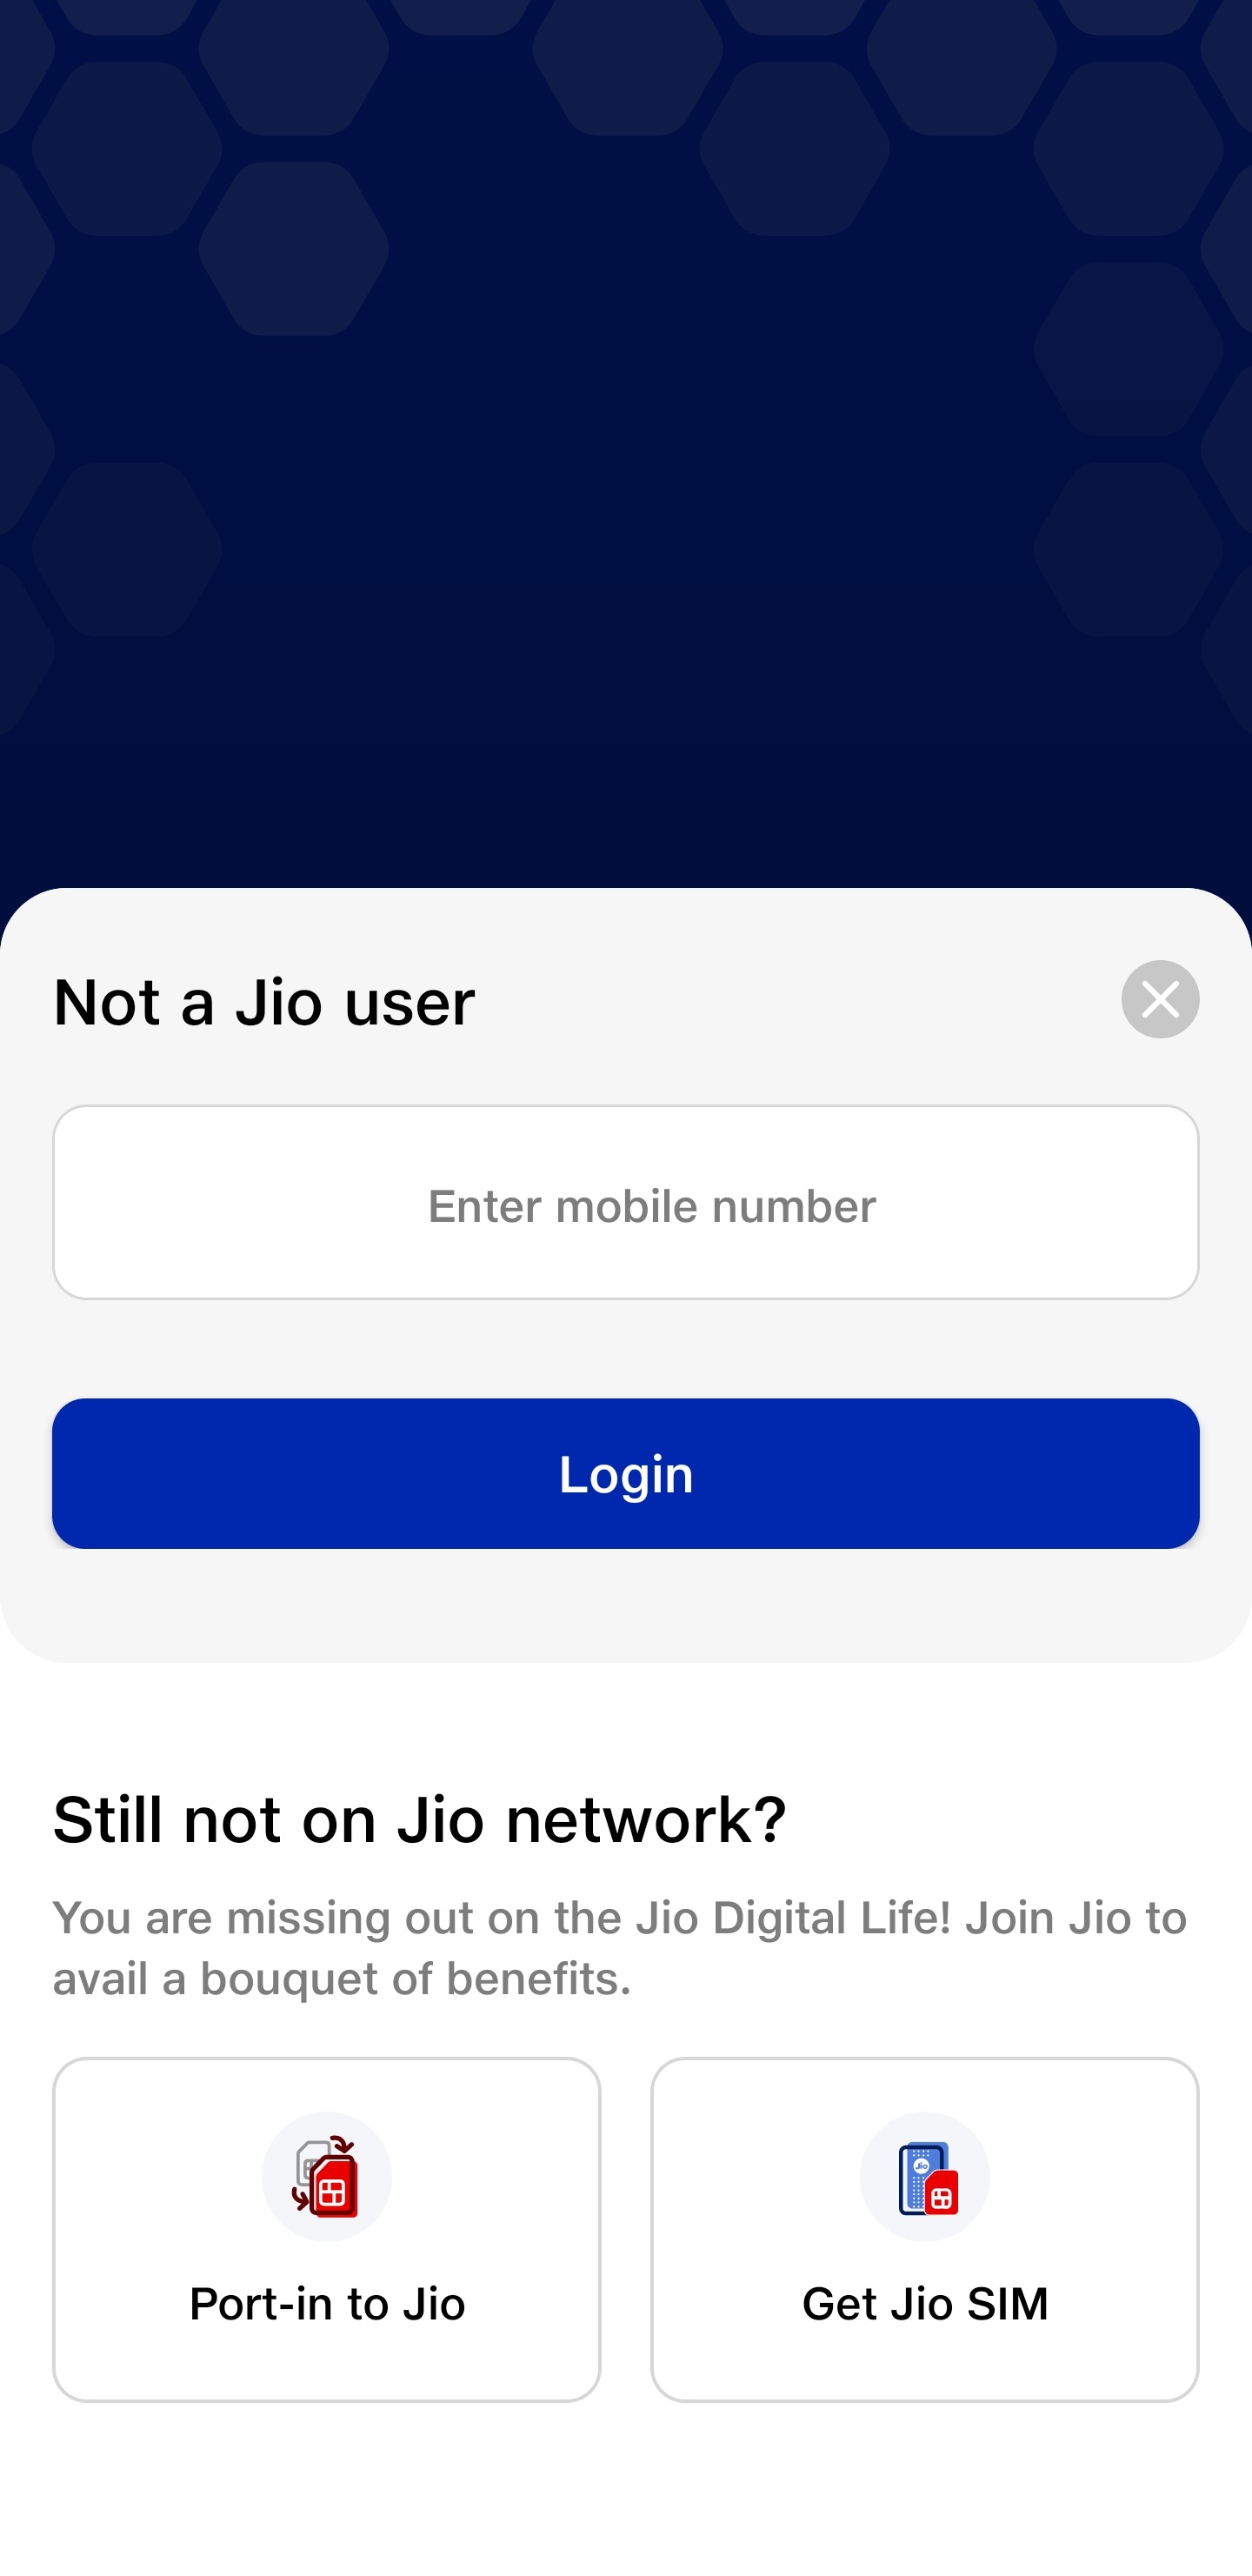 Not a Jio user
Enter mobile number
Login
Still not on Jio network?
You are missing out on the Jio Digital Life! Join Jio to
avail a bouquet of benefits.
Jio
Port-in to Jio
Get Jio SIM